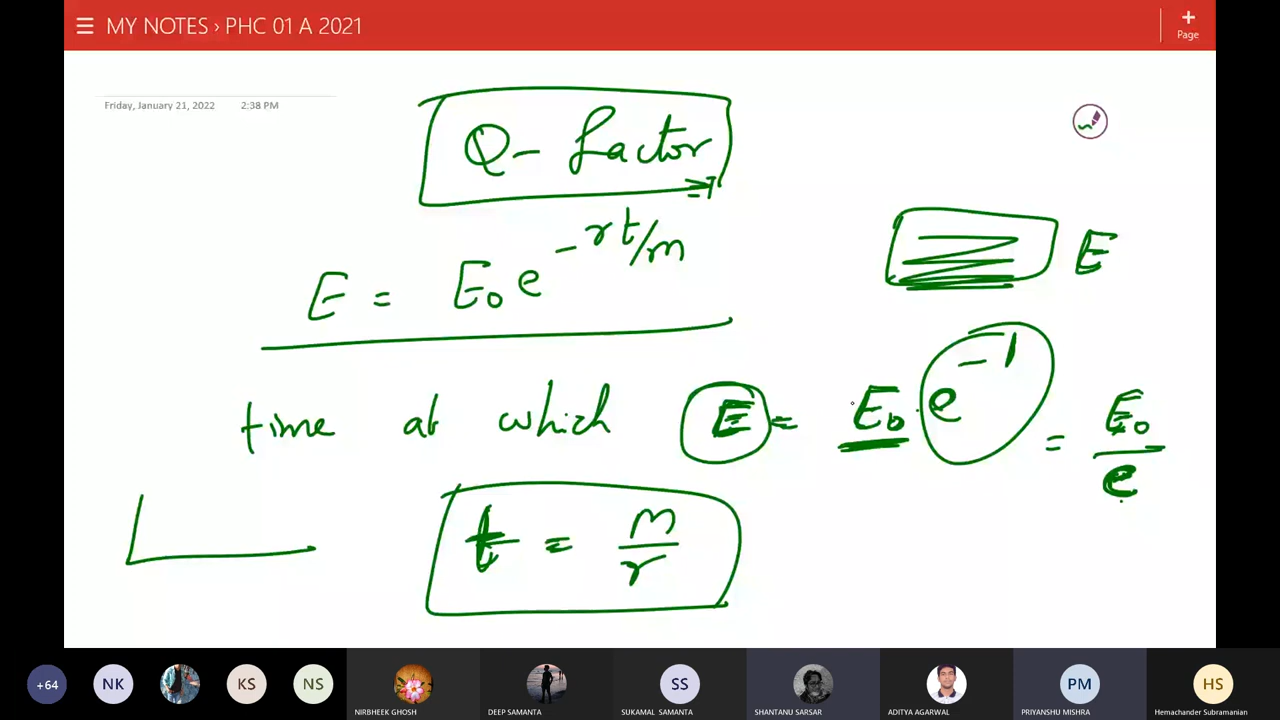 MY NOTES › PHC 01 A 2021
+
Page
Friday, January 21, 2022 2:38 PM
Q- factor
E = E₀ e^(-rt/m)
E
time at which E = E₀ . e^(-1) = E₀/e
t = m/r
+64 NK KS NS SS PM HS
NIRBHEEK GHOSH DEEP SAMANTA SUKAMAL SAMANTA SHANTANU SARSAR ADITYA AGARWAL PRIYANSHU MISHRA Hemachander Subramanian